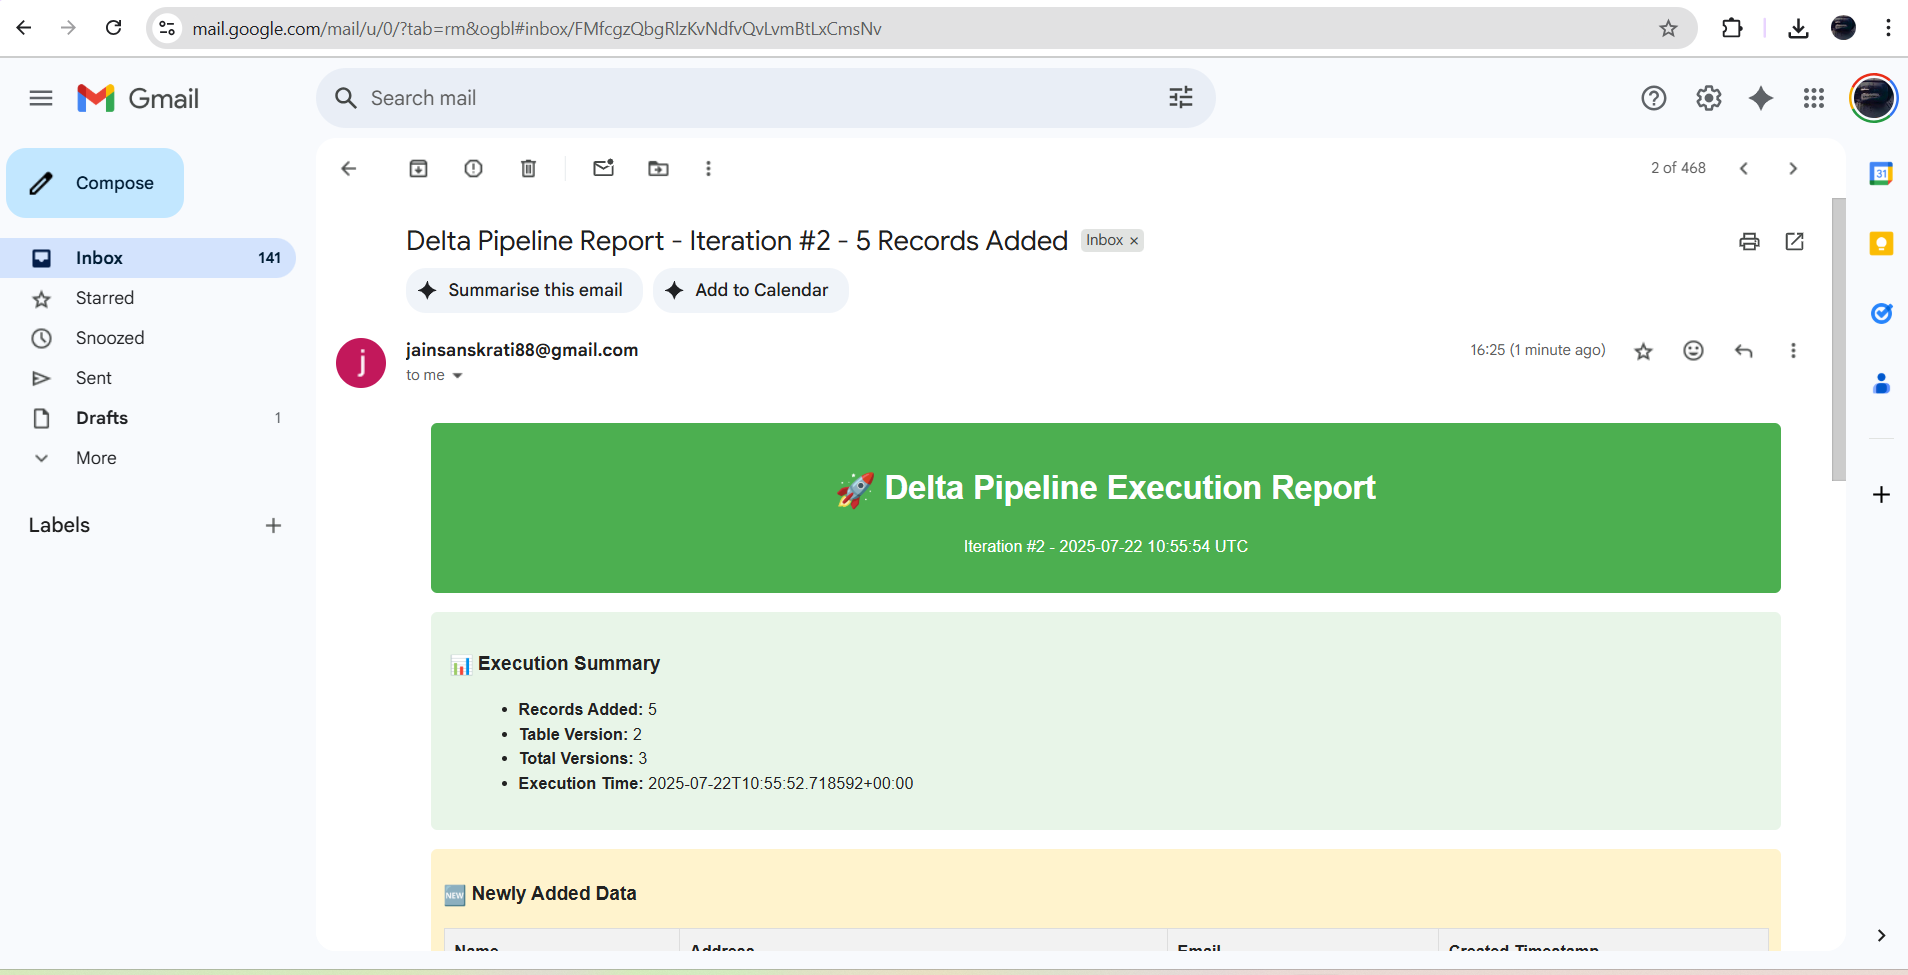 mail.google.com/mail/u/0/?tab=rm&ogbl#inbox/FMfcgzQbgRlzKvNdfvQvLvmBtLxCmsNv
Gmail
Search mail
Compose
2 of 468
31
Inbox 141
Starred
Snoozed
Sent
Drafts 1
More
Labels
Delta Pipeline Report - Iteration #2 - 5 Records Added Inbox ×
Summarise this email Add to Calendar
j
jainsanskrati88@gmail.com 16:25 (1 minute ago)
to me
🚀 Delta Pipeline Execution Report
Iteration #2 - 2025-07-22 10:55:54 UTC
📊 Execution Summary
• Records Added: 5
• Table Version: 2
• Total Versions: 3
• Execution Time: 2025-07-22T10:55:52.718592+00:00
🆕 Newly Added Data
Name Address Email Created Timestamp